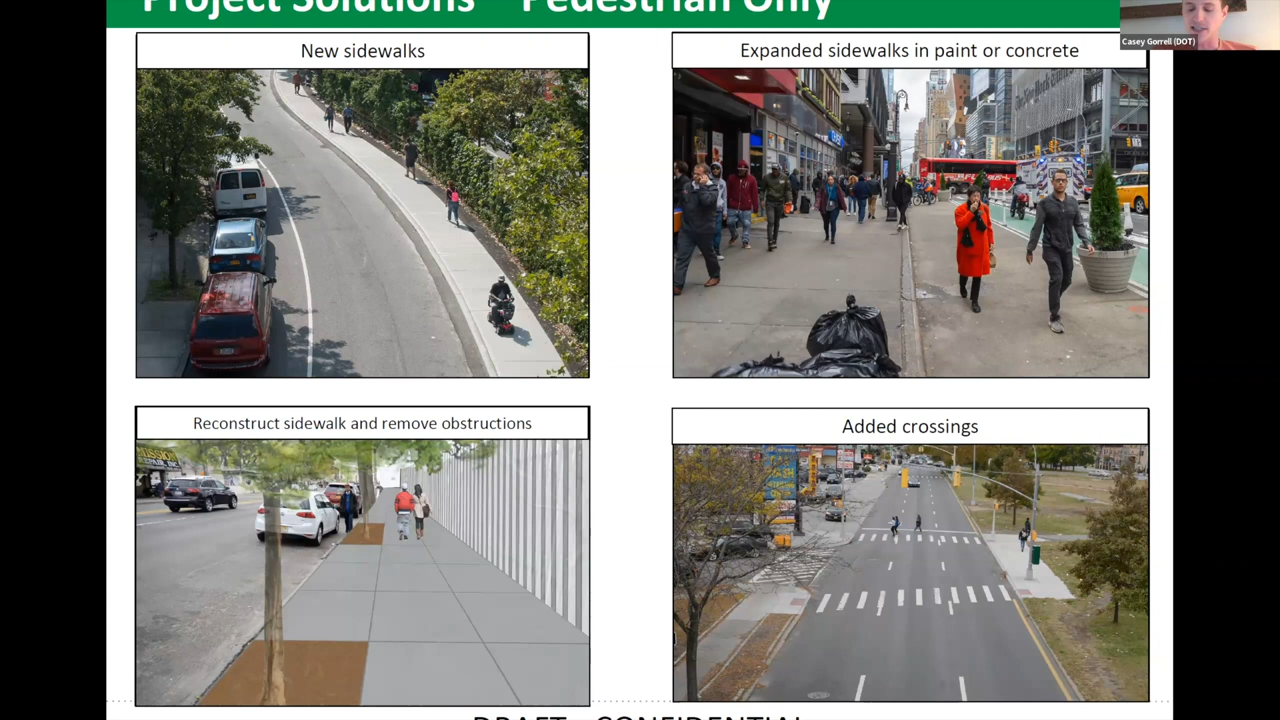 Project Solutions – Pedestrian Only
Casey Gorrell (DOT)
New sidewalks
Expanded sidewalks in paint or concrete
Reconstruct sidewalk and remove obstructions
Added crossings
DRAFT – CONFIDENTIAL